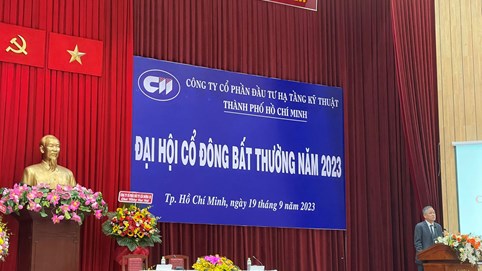 CII
CÔNG TY CỔ PHẦN ĐẦU TƯ HẠ TẦNG KỸ THUẬT
THÀNH PHỐ HỒ CHÍ MINH
ĐẠI HỘI CỔ ĐÔNG BẤT THƯỜNG NĂM 2023
Tp. Hồ Chí Minh, ngày 19 tháng 9 năm 2023